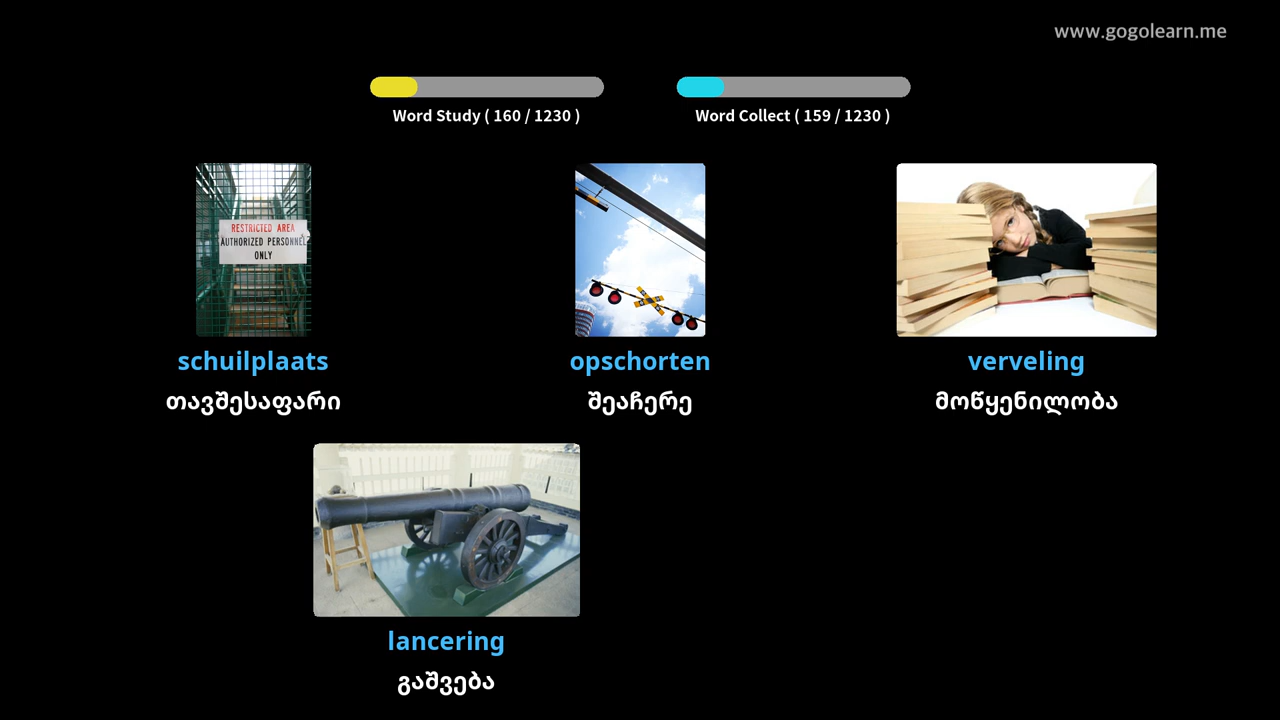 www.gogolearn.me
Word Study ( 160 / 1230 )
Word Collect ( 159 / 1230 )
RESTRICTED AREA
AUTHORIZED PERSONNEL
ONLY
schuilplaats
თავშესაფარი
opschorten
შეაჩერე
verveling
მოწყენილობა
lancering
გაშვება